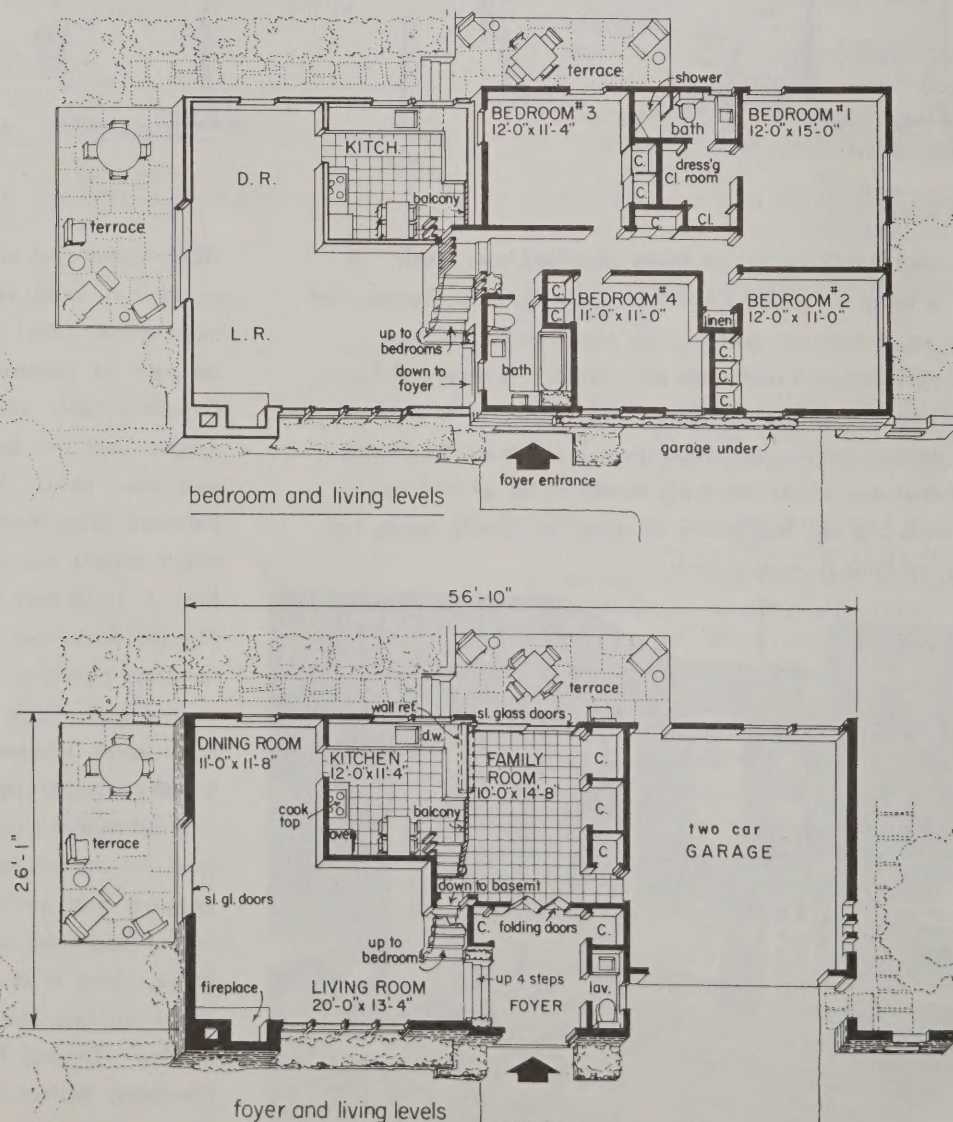 terrace
shower
BEDROOM #3
12'-0" x 11'-4"
bath
BEDROOM #1
12'-0" x 15'-0"
KITCH.
D. R.
C.
dress'g
Cl. room
C.
balcony
C.
Cl.
terrace
C.
C.
BEDROOM #4
11'-0" x 11'-0"
BEDROOM #2
12'-0" x 11'-0"
linen
L. R.
up to
bedrooms
down to
foyer
bath
C.
C.
C.
garage under
foyer entrance
bedroom and living levels
56'-10"
terrace
wall ref.
sl. glass doors
d.w.
DINING ROOM
11'-0" x 11'-8"
KITCHEN
12'-0" x 11'-4"
FAMILY
ROOM
10'-0" x 14'-8"
C.
cook
top
balcony
C.
oven
C.
two car
GARAGE
26'-1"
terrace
sl. gl. doors
down to basemt
C.
folding doors
C.
up to
bedrooms
up 4 steps
lav.
fireplace
LIVING ROOM
20'-0" x 13'-4"
FOYER
foyer and living levels